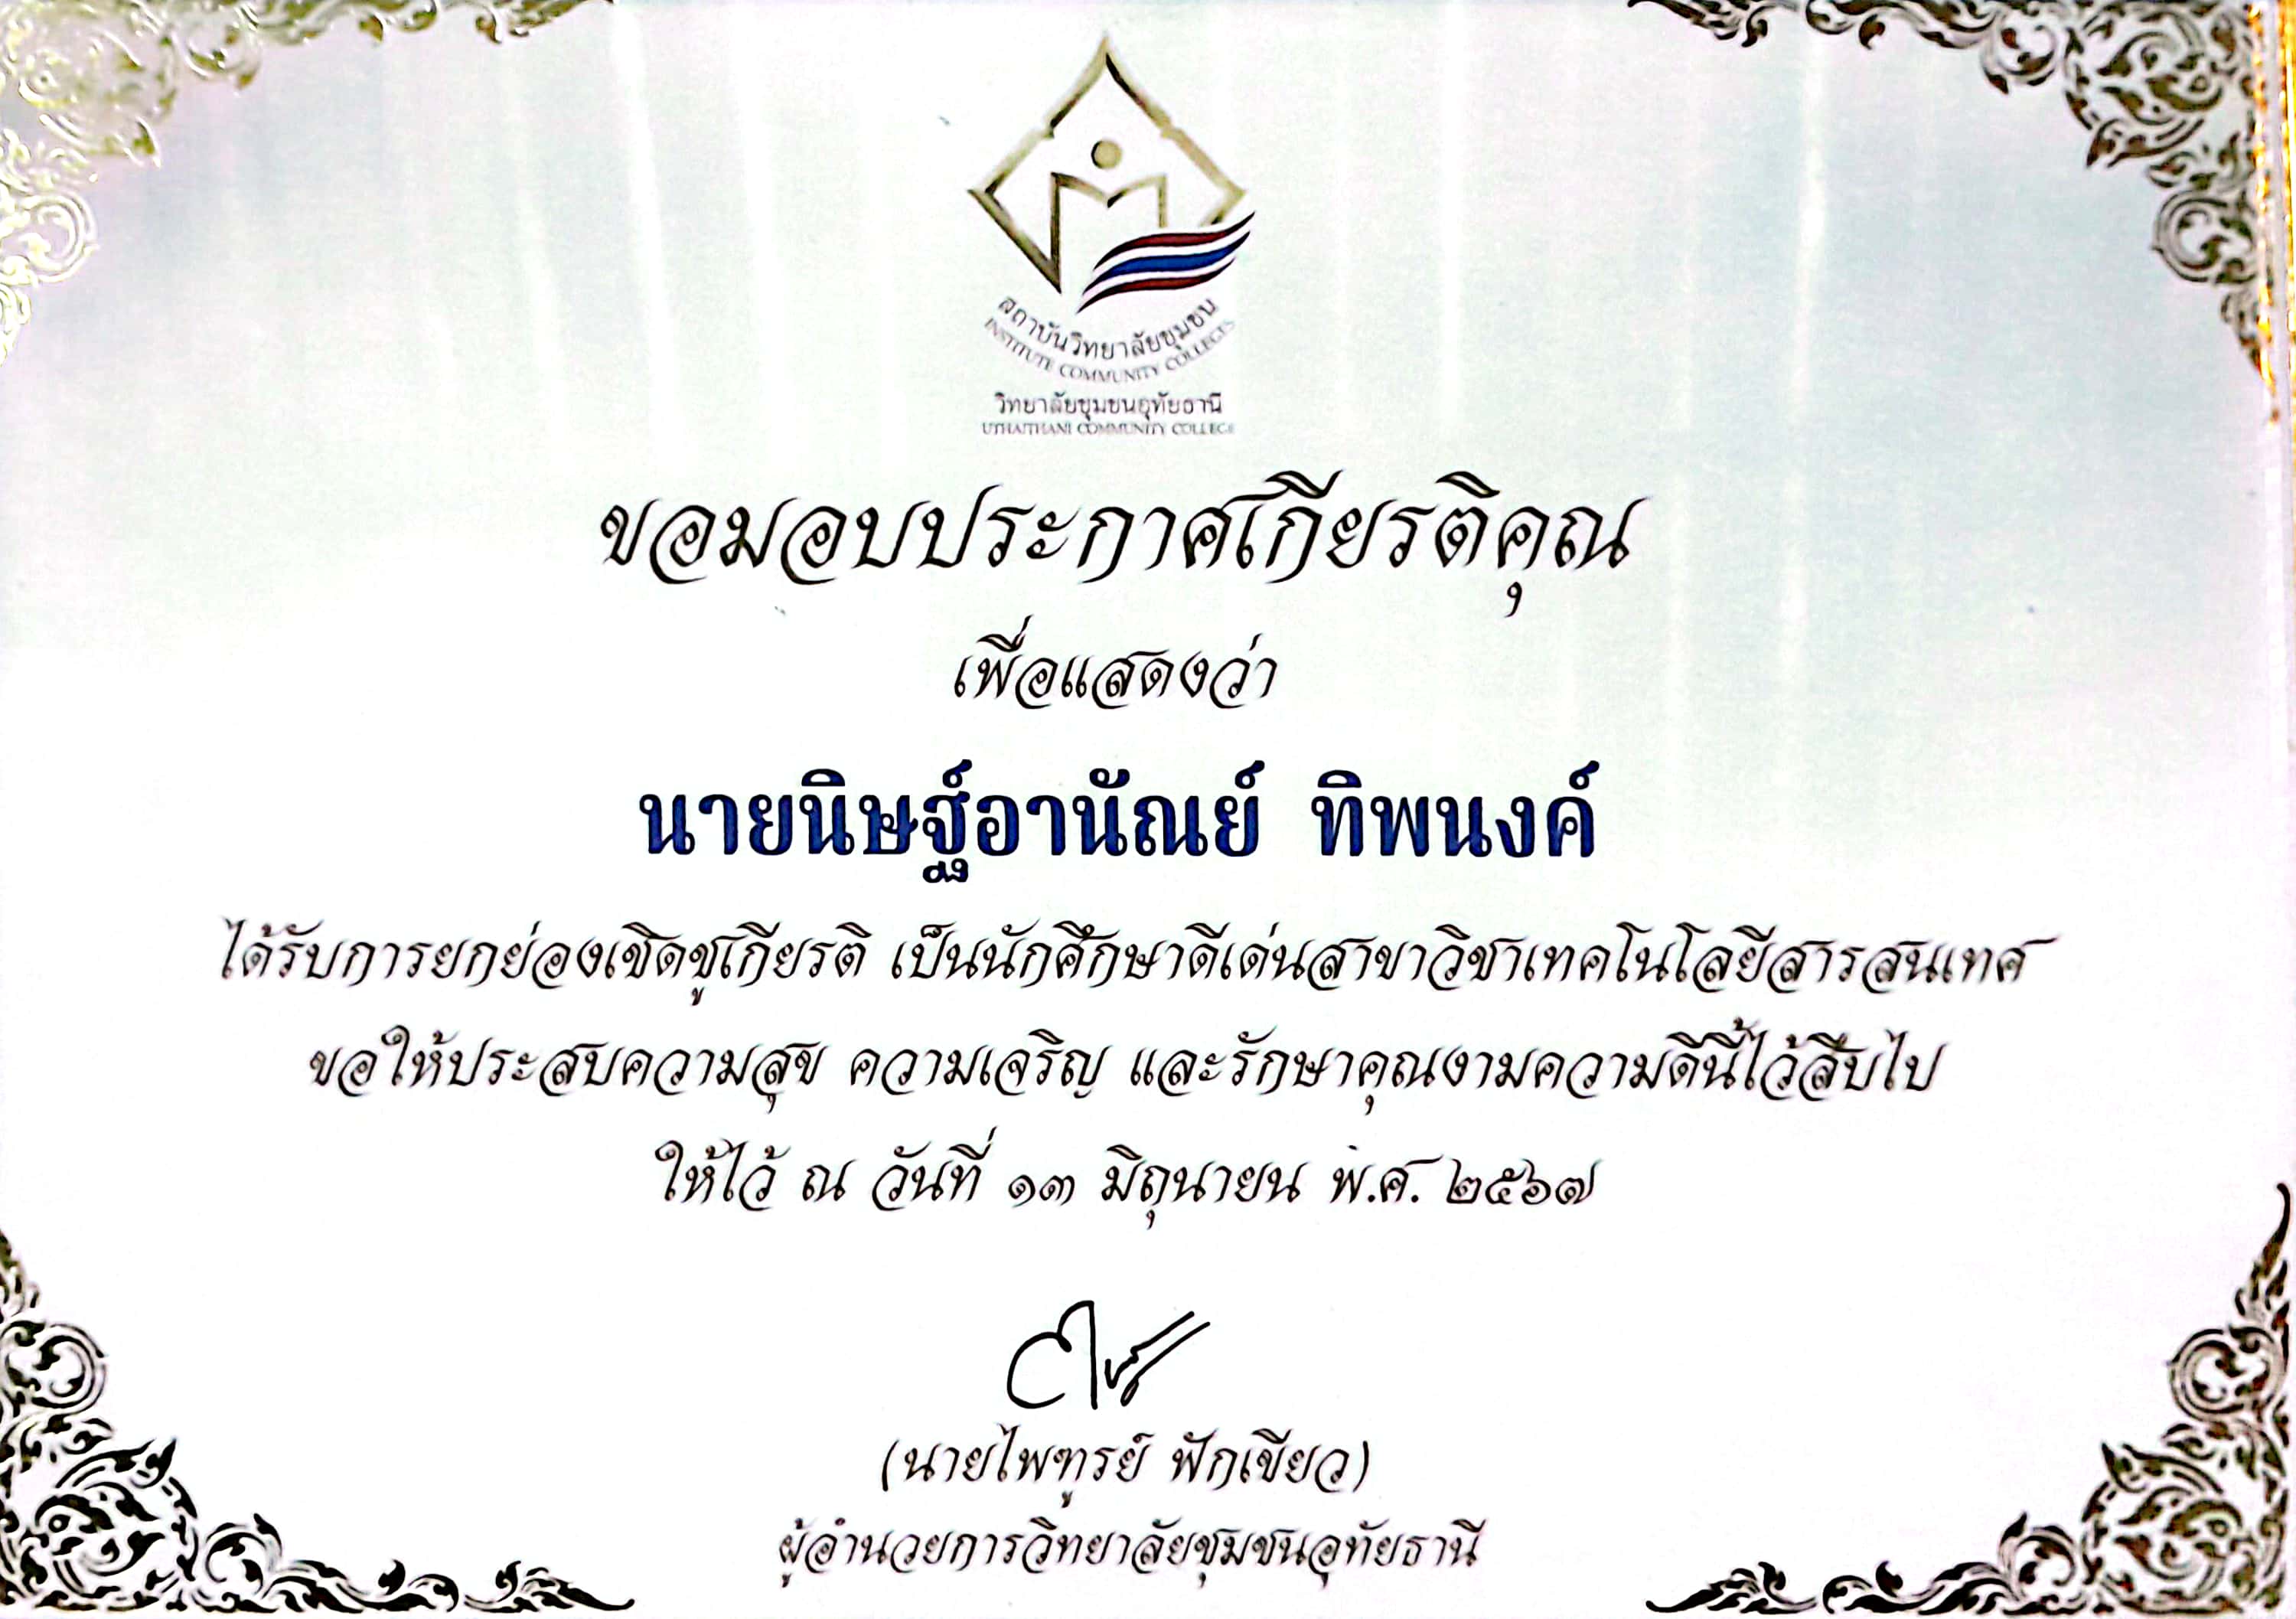 สถาบันวิทยาลัยชุมชน
INSTITUTE COMMUNITY COLLEGES
วิทยาลัยชุมชนอุทัยธานี
UTHAITHANI COMMUNITY COLLEGE
ขอมอบประกาศเกียรติคุณ
เพื่อแสดงว่า
นายนิษฐ์อานัณย์ ทิพนงค์
ได้รับการยกย่องเชิดชูเกียรติ เป็นนักศึกษาดีเด่นสาขาวิชาเทคโนโลยีสารสนเทศ
ขอให้ประสบความสุข ความเจริญ และรักษาคุณงามความดีนี้ไว้สืบไป
ให้ไว้ ณ วันที่ ๑๓ มิถุนายน พ.ศ. ๒๕๖๗
(นายไพฑูรย์ ฟักเขียว)
ผู้อำนวยการวิทยาลัยชุมชนอุทัยธานี